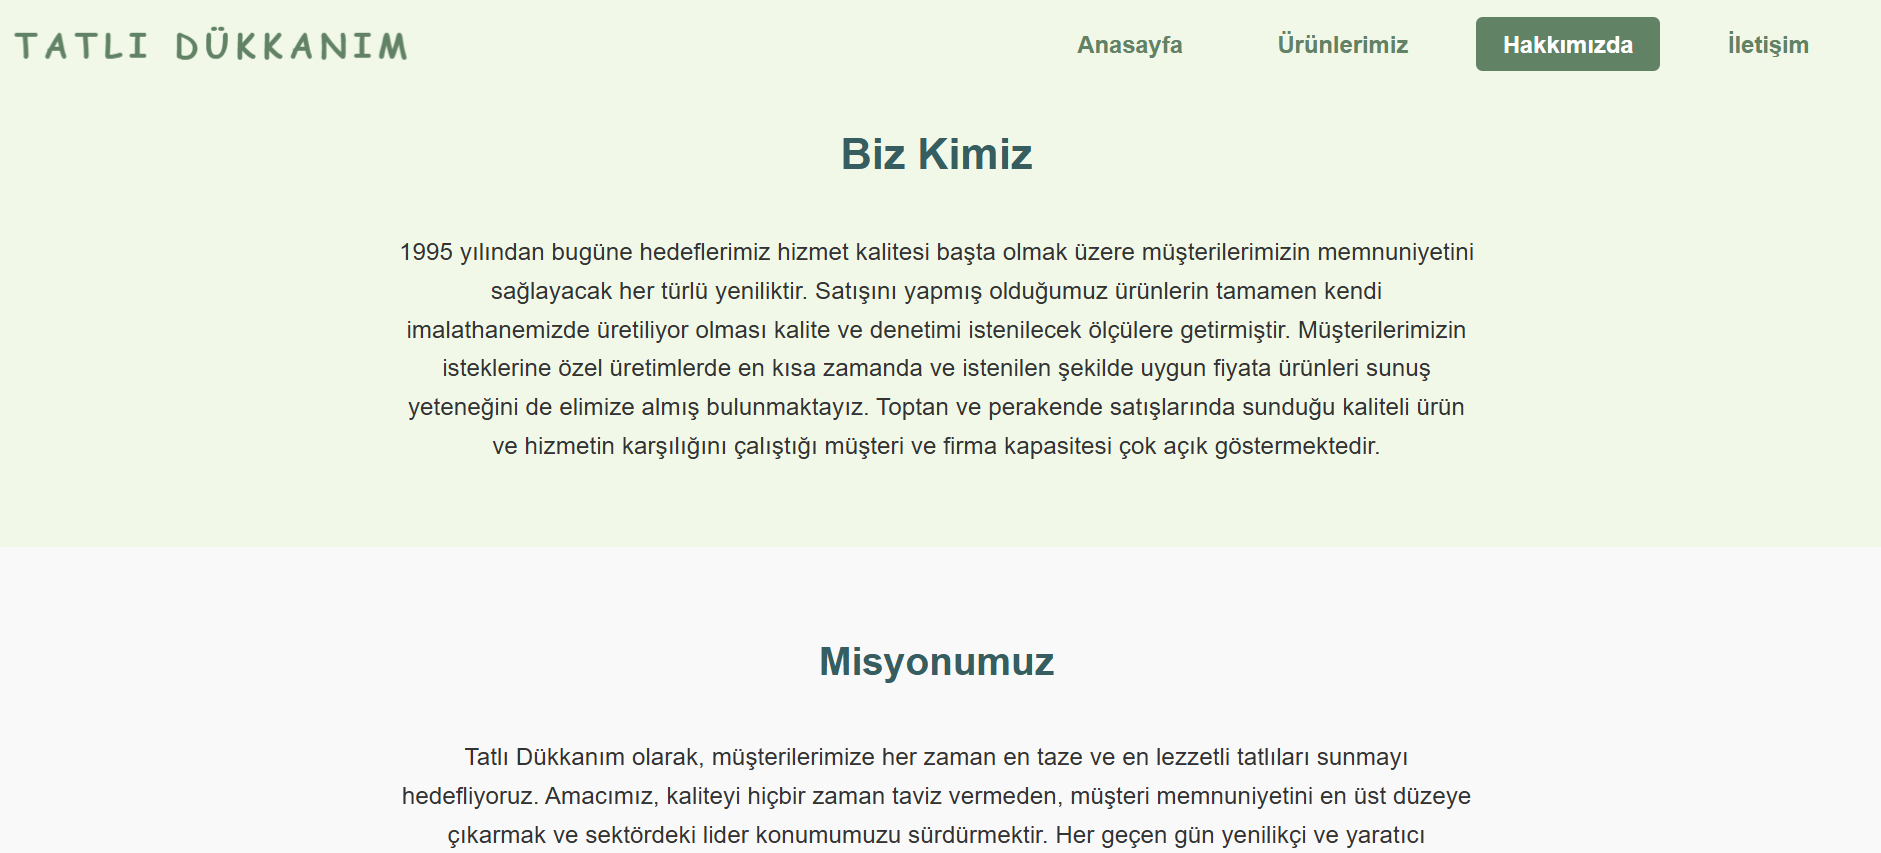 TATLI DÜKKANIM
Anasayfa Ürünlerimiz Hakkımızda İletişim
Biz Kimiz
1995 yılından bugüne hedeflerimiz hizmet kalitesi başta olmak üzere müşterilerimizin memnuniyetini
sağlayacak her türlü yeniliktir. Satışını yapmış olduğumuz ürünlerin tamamen kendi
imalathanemizde üretiliyor olması kalite ve denetimi istenilecek ölçülere getirmiştir. Müşterilerimizin
isteklerine özel üretimlerde en kısa zamanda ve istenilen şekilde uygun fiyata ürünleri sunuş
yeteneğini de elimize almış bulunmaktayız. Toptan ve perakende satışlarında sunduğu kaliteli ürün
ve hizmetin karşılığını çalıştığı müşteri ve firma kapasitesi çok açık göstermektedir.
Misyonumuz
Tatlı Dükkanım olarak, müşterilerimize her zaman en taze ve en lezzetli tatlıları sunmayı
hedefliyoruz. Amacımız, kaliteyi hiçbir zaman taviz vermeden, müşteri memnuniyetini en üst düzeye
çıkarmak ve sektördeki lider konumumuzu sürdürmektir. Her geçen gün yenilikçi ve yaratıcı